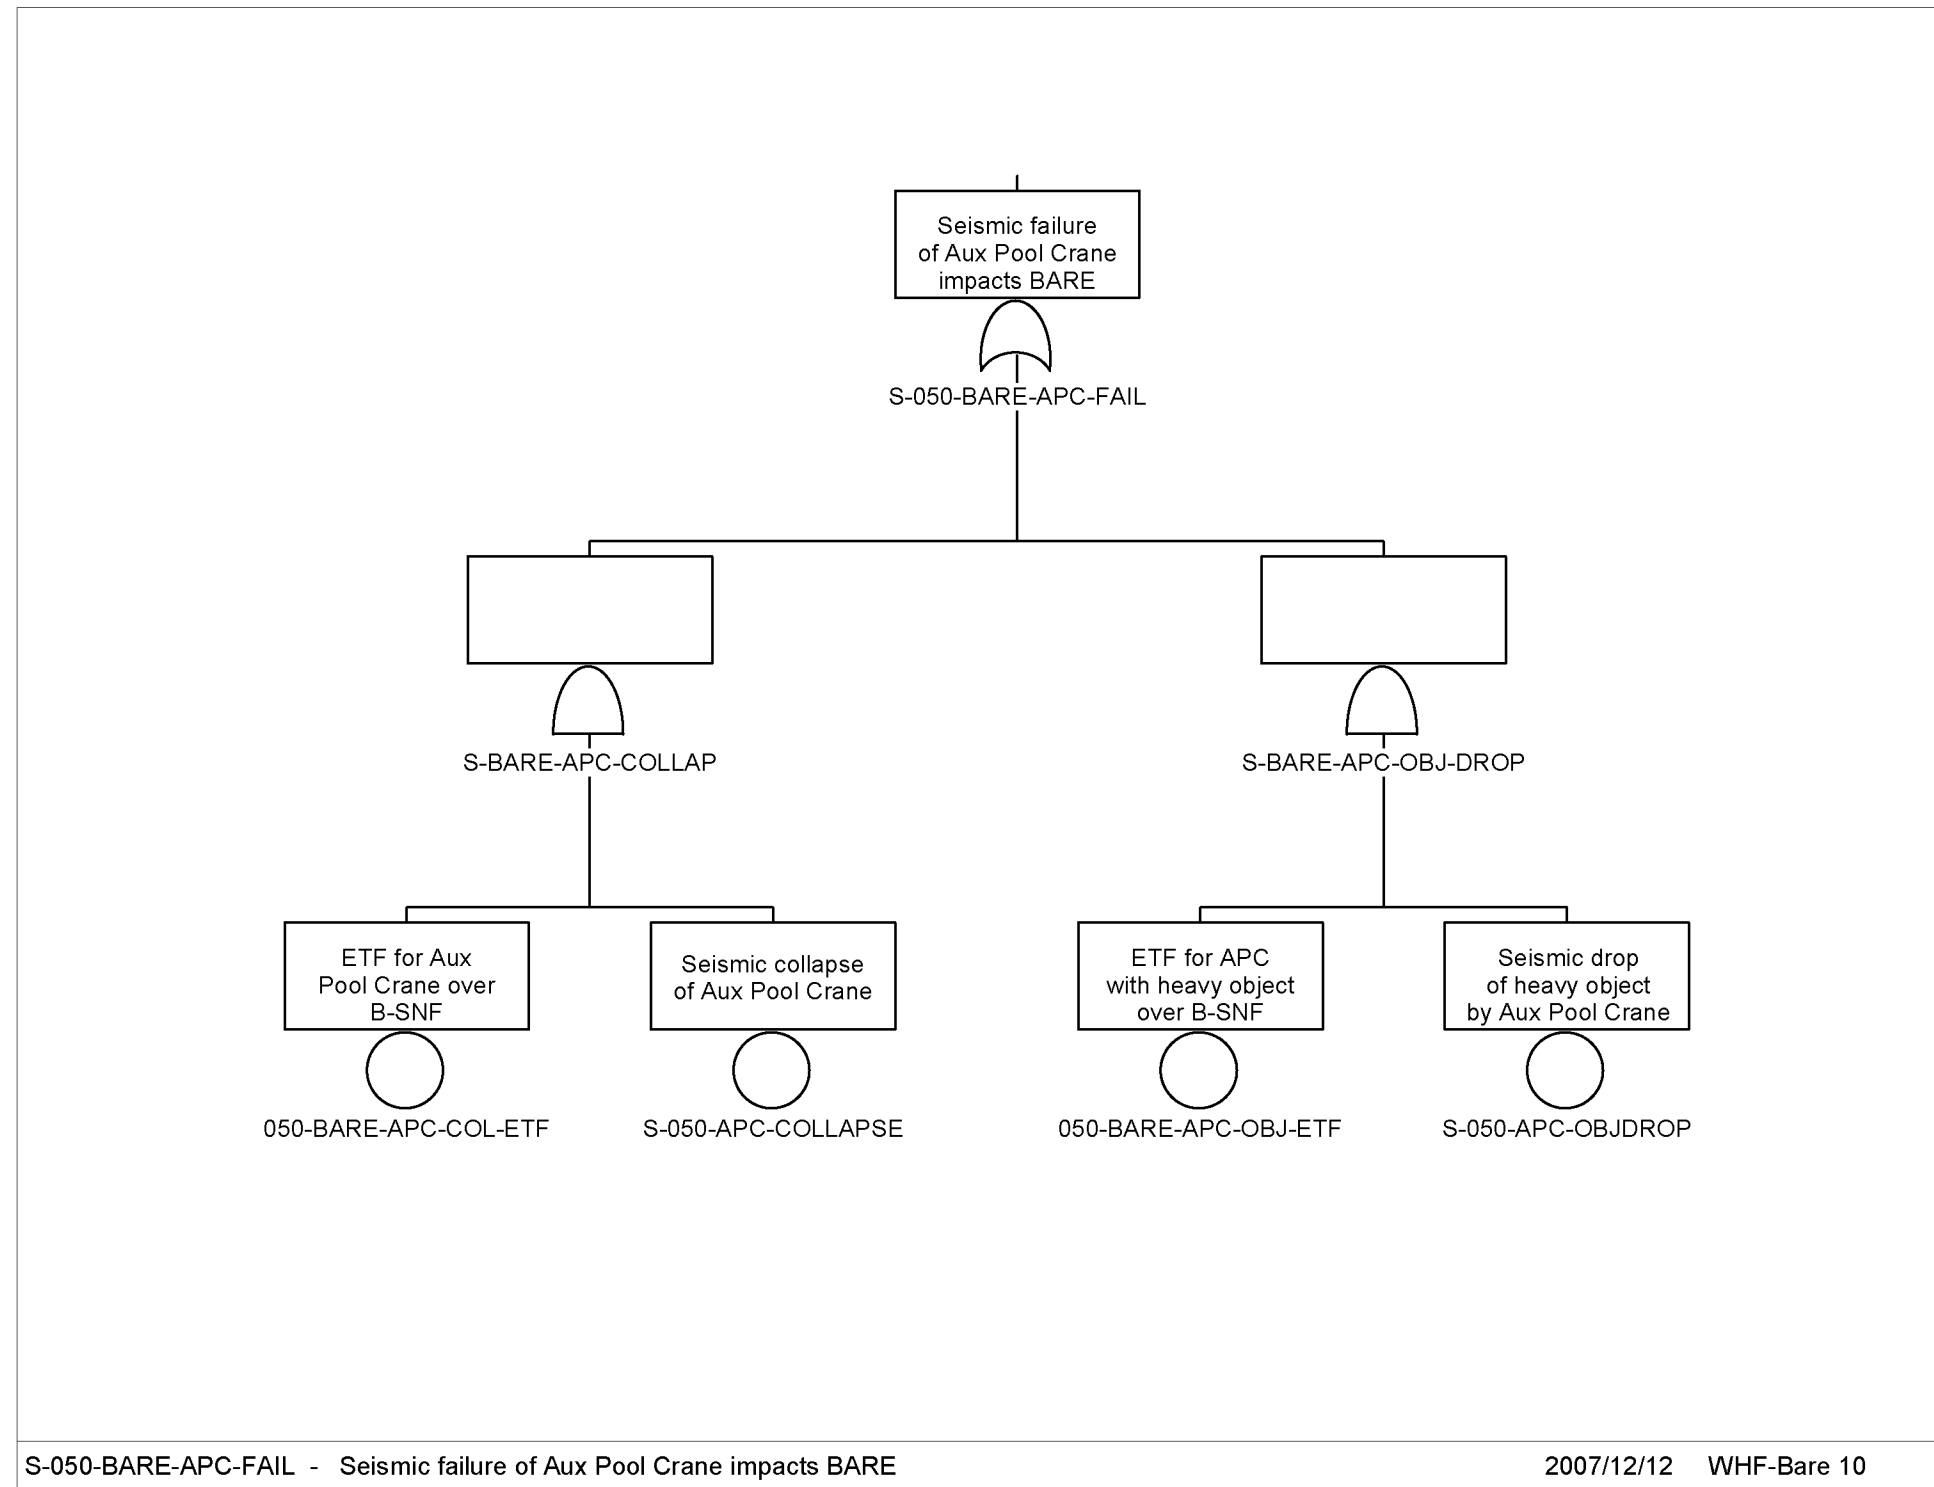 Seismic failure
of Aux Pool Crane
impacts BARE
S-050-BARE-APC-FAIL
S-BARE-APC-COLLAP
S-BARE-APC-OBJ-DROP
ETF for Aux
Pool Crane over
B-SNF
050-BARE-APC-COL-ETF
Seismic collapse
of Aux Pool Crane
S-050-APC-COLLAPSE
ETF for APC
with heavy object
over B-SNF
050-BARE-APC-OBJ-ETF
Seismic drop
of heavy object
by Aux Pool Crane
S-050-APC-OBJDROP
S-050-BARE-APC-FAIL - Seismic failure of Aux Pool Crane impacts BARE
2007/12/12 WHF-Bare 10